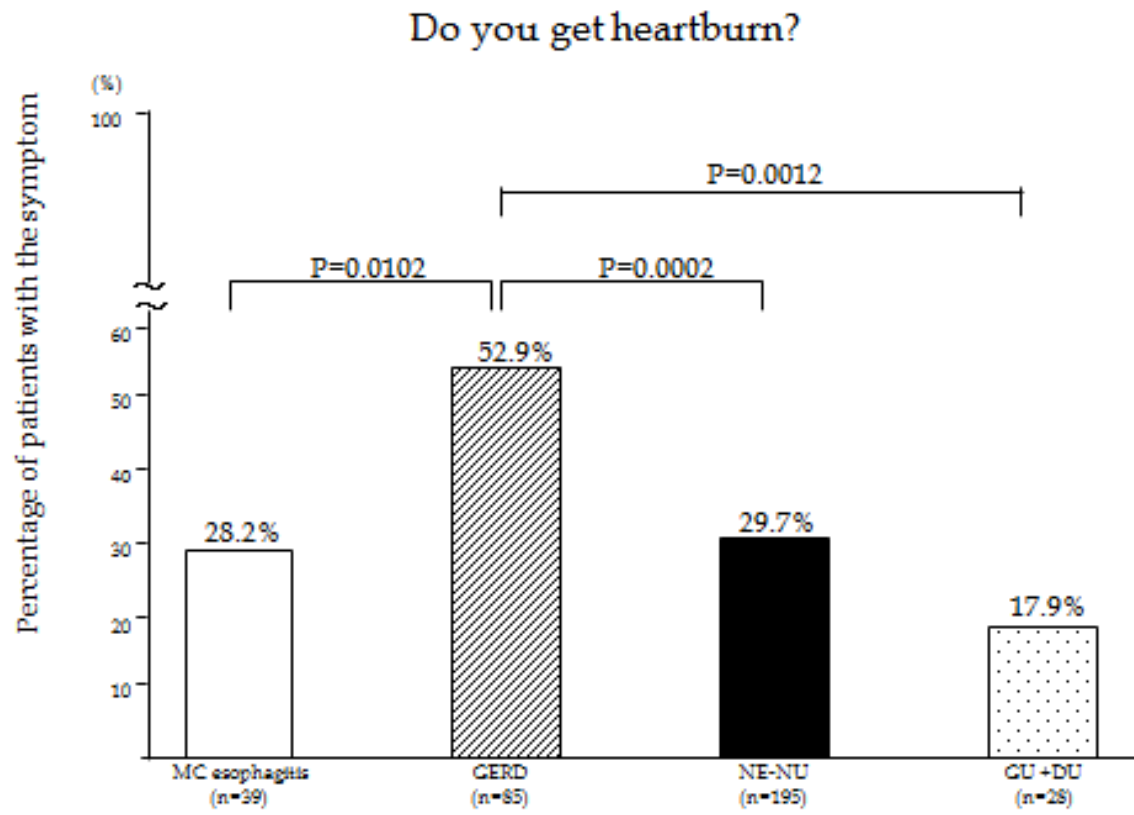 Do you get heartburn?
(%)
Percentage of patients with the symptom
100
P=0.0012
P=0.0102
P=0.0002
60
52.9%
50
40
28.2%
29.7%
30
17.9%
20
10
MC esophagitis
(n=39)
GERD
(n=85)
NE-NU
(n=195)
GU +DU
(n=28)